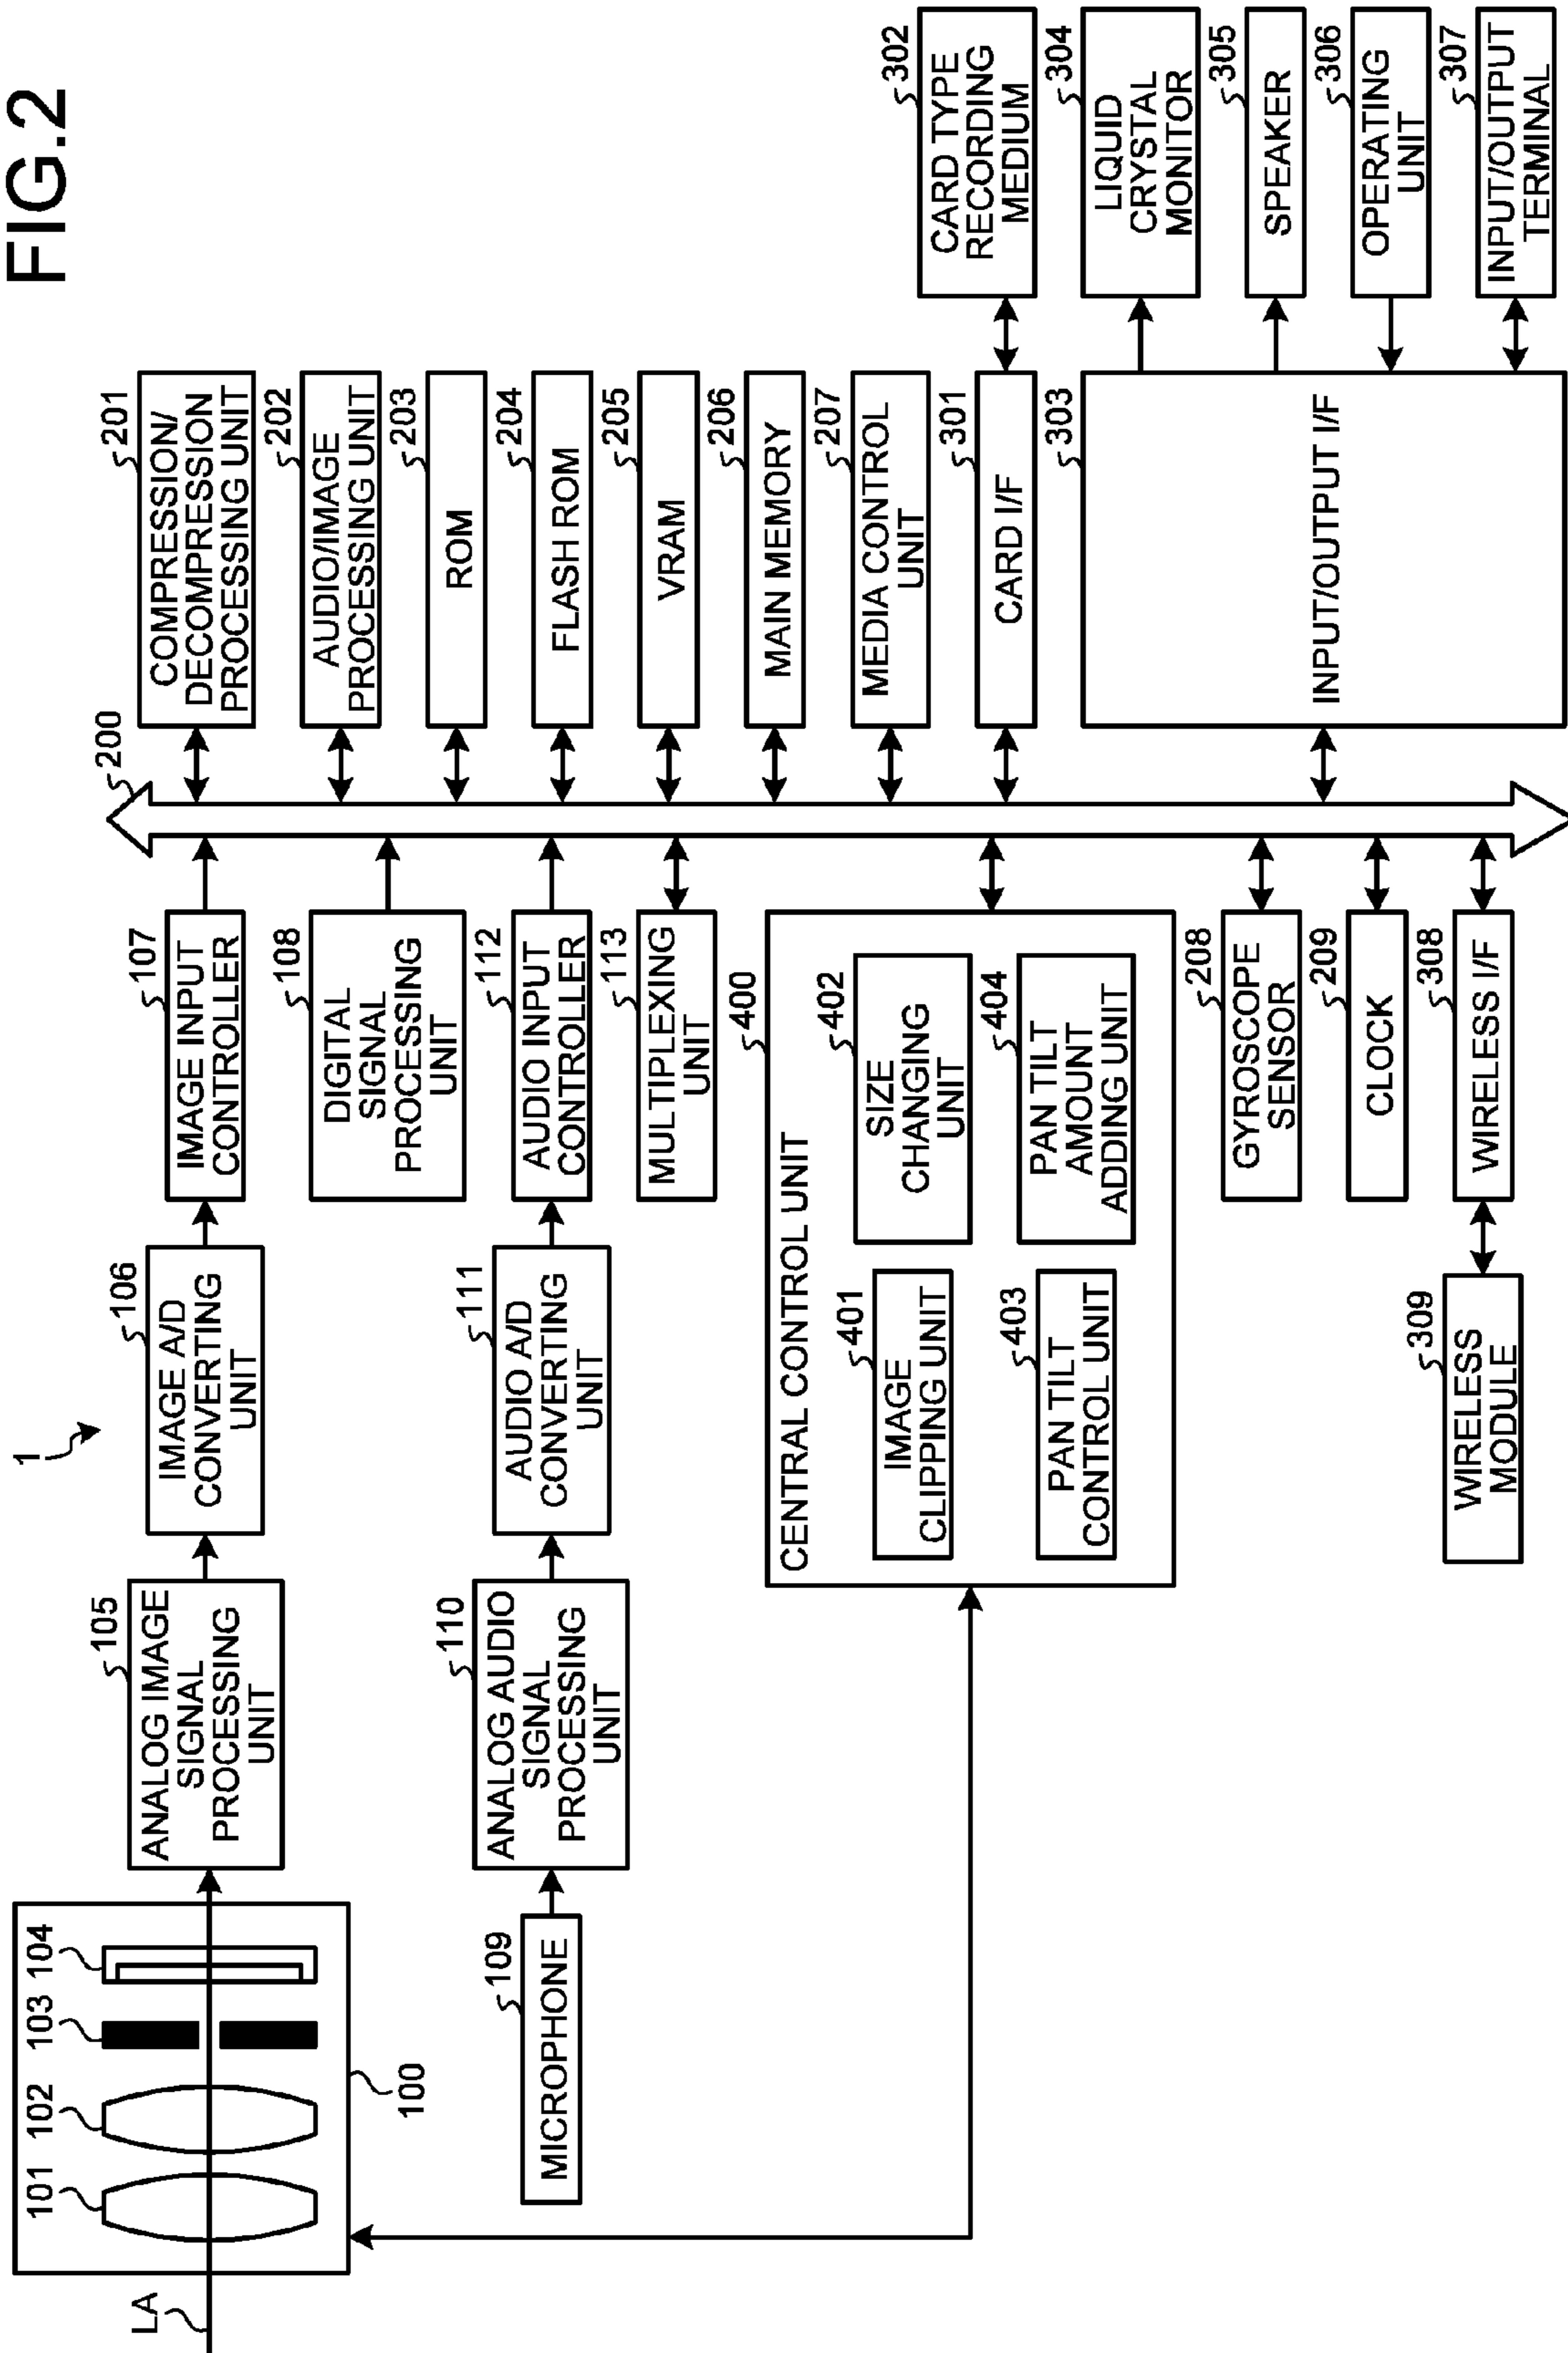 FIG.2
1
LA
101
102
103
104
100
105
ANALOG IMAGE
SIGNAL
PROCESSING
UNIT
106
IMAGE A/D
CONVERTING
UNIT
107
IMAGE INPUT
CONTROLLER
108
DIGITAL
SIGNAL
PROCESSING
UNIT
109
MICROPHONE
110
ANALOG AUDIO
SIGNAL
PROCESSING
UNIT
111
AUDIO A/D
CONVERTING
UNIT
112
AUDIO INPUT
CONTROLLER
113
MULTIPLEXING
UNIT
400
CENTRAL CONTROL UNIT
401
IMAGE
CLIPPING UNIT
402
SIZE
CHANGING
UNIT
403
PAN TILT
CONTROL UNIT
404
PAN TILT
AMOUNT
ADDING UNIT
208
GYROSCOPE
SENSOR
209
CLOCK
308
WIRELESS I/F
309
WIRELESS
MODULE
200
201
COMPRESSION/
DECOMPRESSION
PROCESSING UNIT
202
AUDIO/IMAGE
PROCESSING UNIT
203
ROM
204
FLASH ROM
205
VRAM
206
MAIN MEMORY
207
MEDIA CONTROL
UNIT
301
CARD I/F
302
CARD TYPE
RECORDING
MEDIUM
303
INPUT/OUTPUT I/F
304
LIQUID
CRYSTAL
MONITOR
305
SPEAKER
306
OPERATING
UNIT
307
INPUT/OUTPUT
TERMINAL